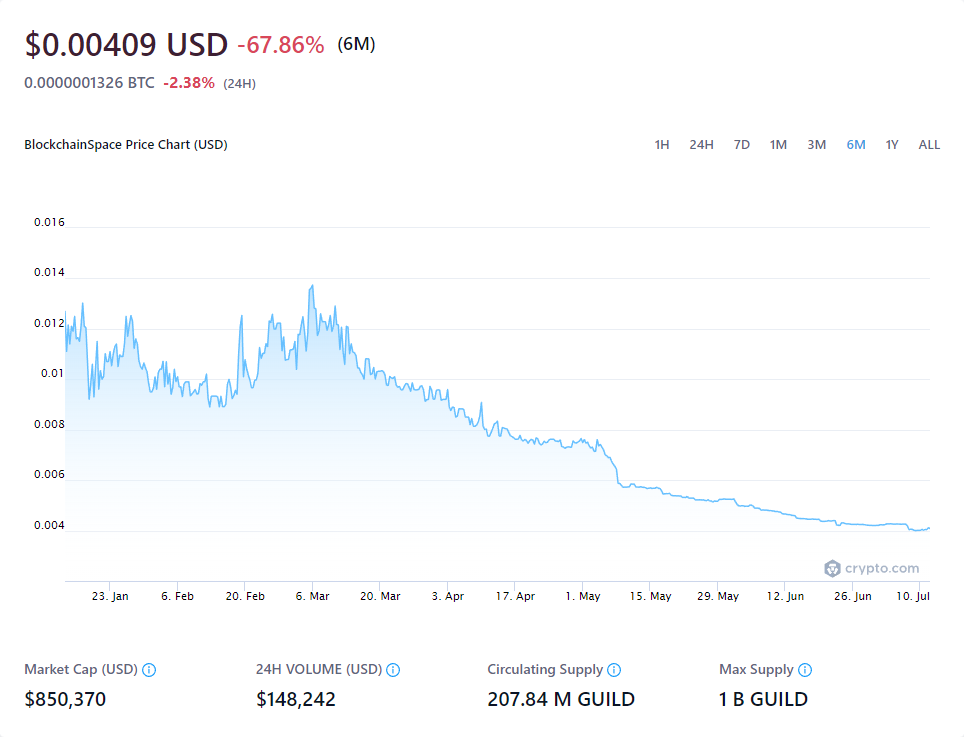 $0.00409 USD -67.86% (6M)
0.0000001326 BTC -2.38% (24H)
BlockchainSpace Price Chart (USD) 1H 24H 7D 1M 3M 6M 1Y ALL
0.016
0.014
0.012
0.01
0.008
0.006
0.004
crypto.com
23. Jan 6. Feb 20. Feb 6. Mar 20. Mar 3. Apr 17. Apr 1. May 15. May 29. May 12. Jun 26. Jun 10. Jul
Market Cap (USD) 24H VOLUME (USD) Circulating Supply Max Supply
$850,370 $148,242 207.84 M GUILD 1 B GUILD